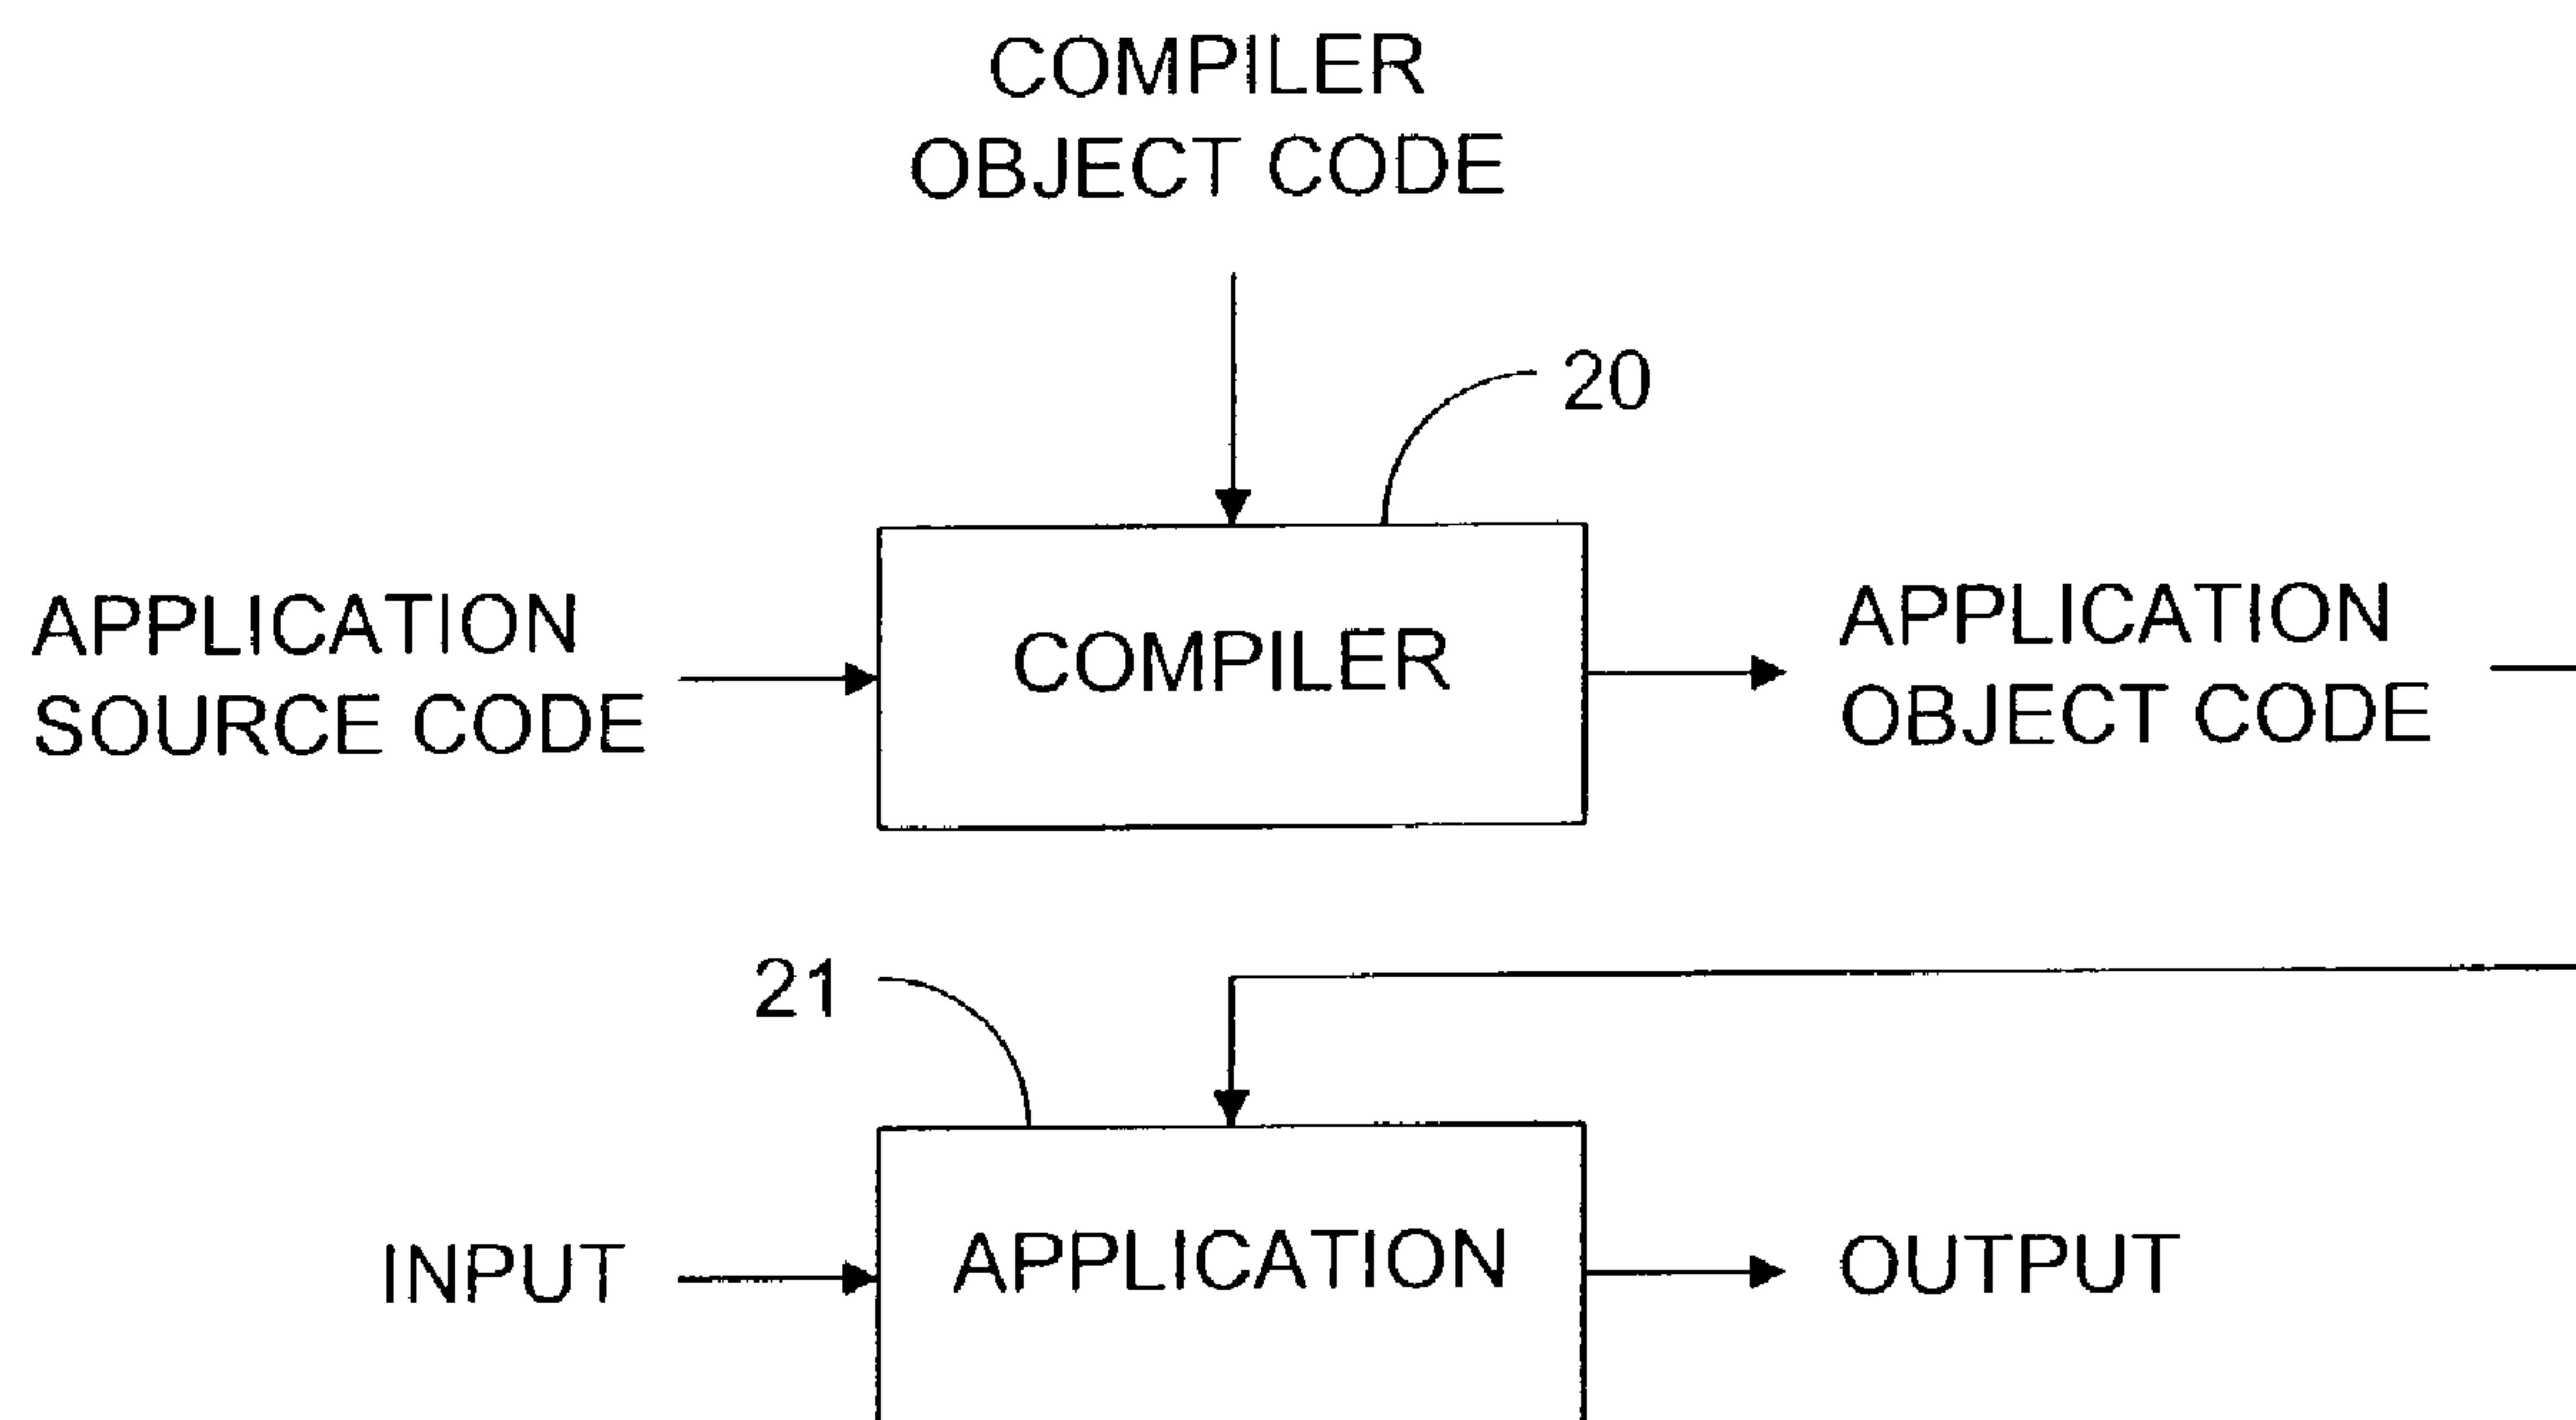 COMPILER
OBJECT CODE
20
APPLICATION
SOURCE CODE
COMPILER
APPLICATION
OBJECT CODE
21
INPUT
APPLICATION
OUTPUT